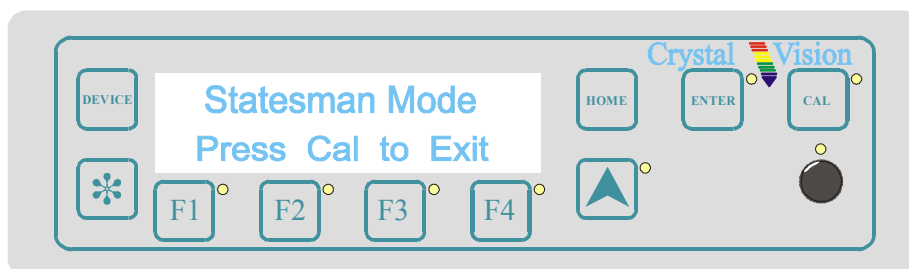 Crystal Vision
DEVICE
Statesman Mode
Press Cal to Exit
HOME
ENTER
CAL
F1
F2
F3
F4